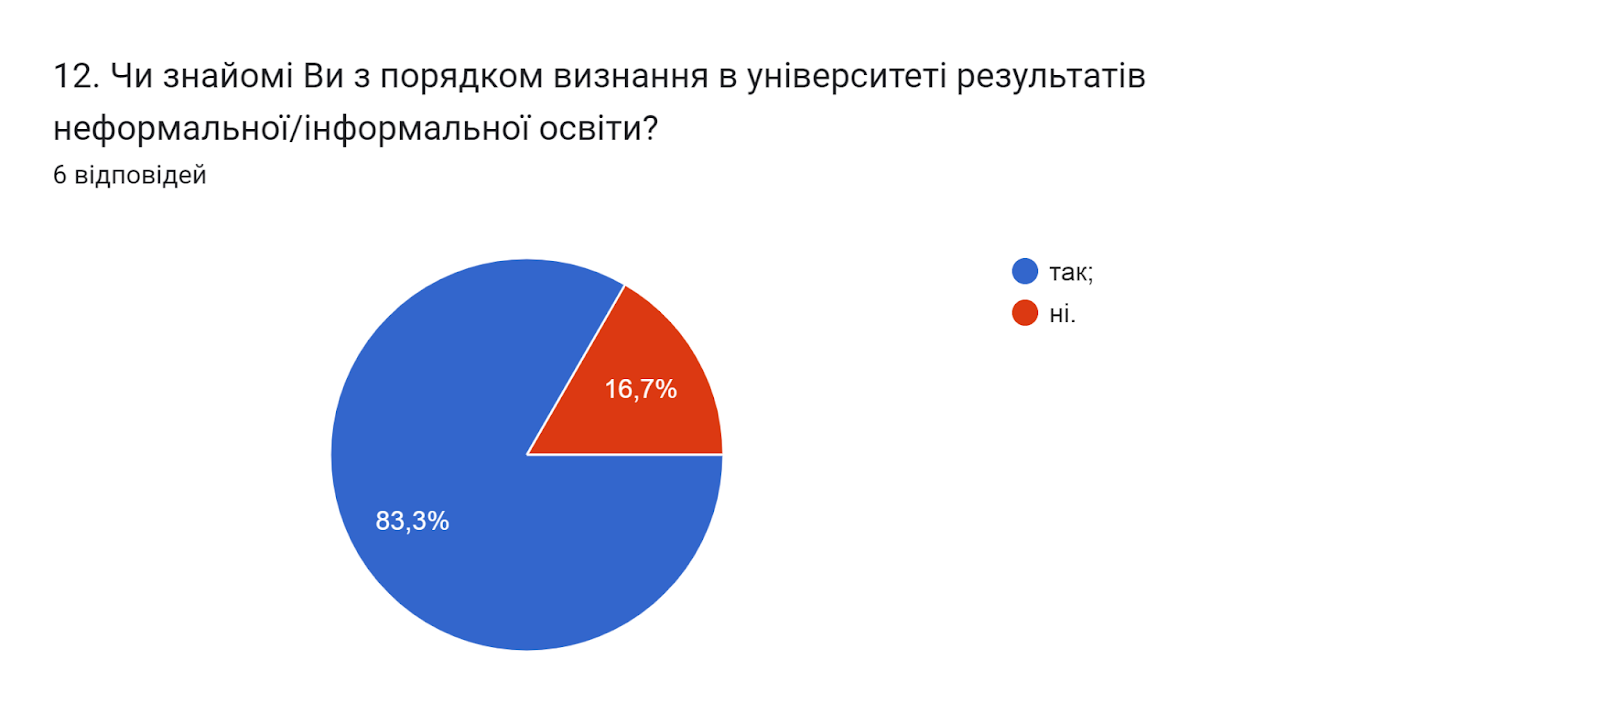 12. Чи знайомі Ви з порядком визнання в університеті результатів
неформальної/інформальної освіти?
6 відповідей
так;
ні.
16,7%
83,3%